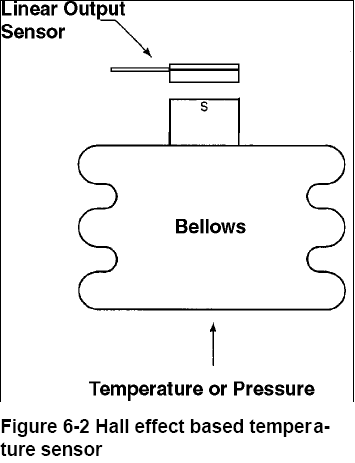 Linear Output
Sensor
S
Bellows
Temperature or Pressure
Figure 6-2 Hall effect based tempera-
ture sensor